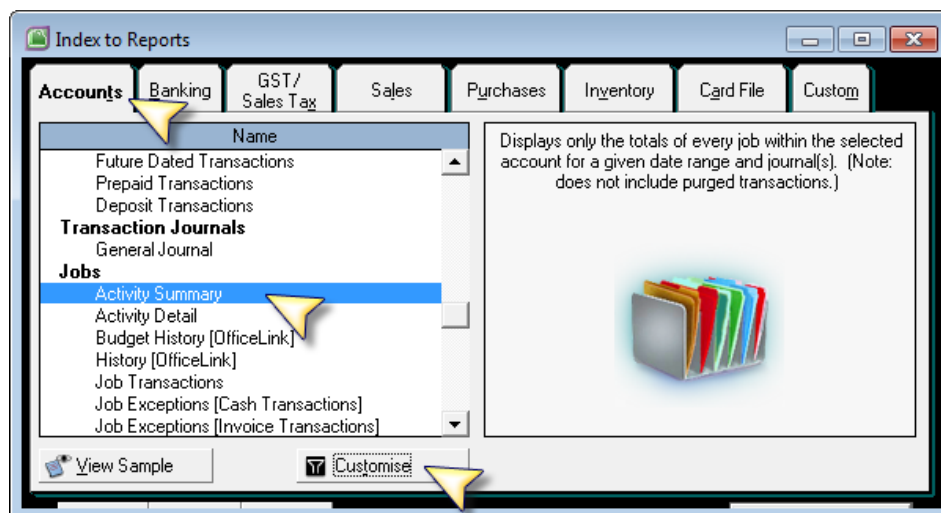 Index to Reports
Accounts
Banking
GST/
Sales Tax
Sales
Purchases
Inventory
Card File
Custom
Name
Future Dated Transactions
Prepaid Transactions
Deposit Transactions
Transaction Journals
General Journal
Jobs
Activity Summary
Activity Detail
Budget History [OfficeLink]
History [OfficeLink]
Job Transactions
Job Exceptions [Cash Transactions]
Job Exceptions [Invoice Transactions]
Displays only the totals of every job within the selected
account for a given date range and journal(s). (Note:
does not include purged transactions.)
View Sample
Customise